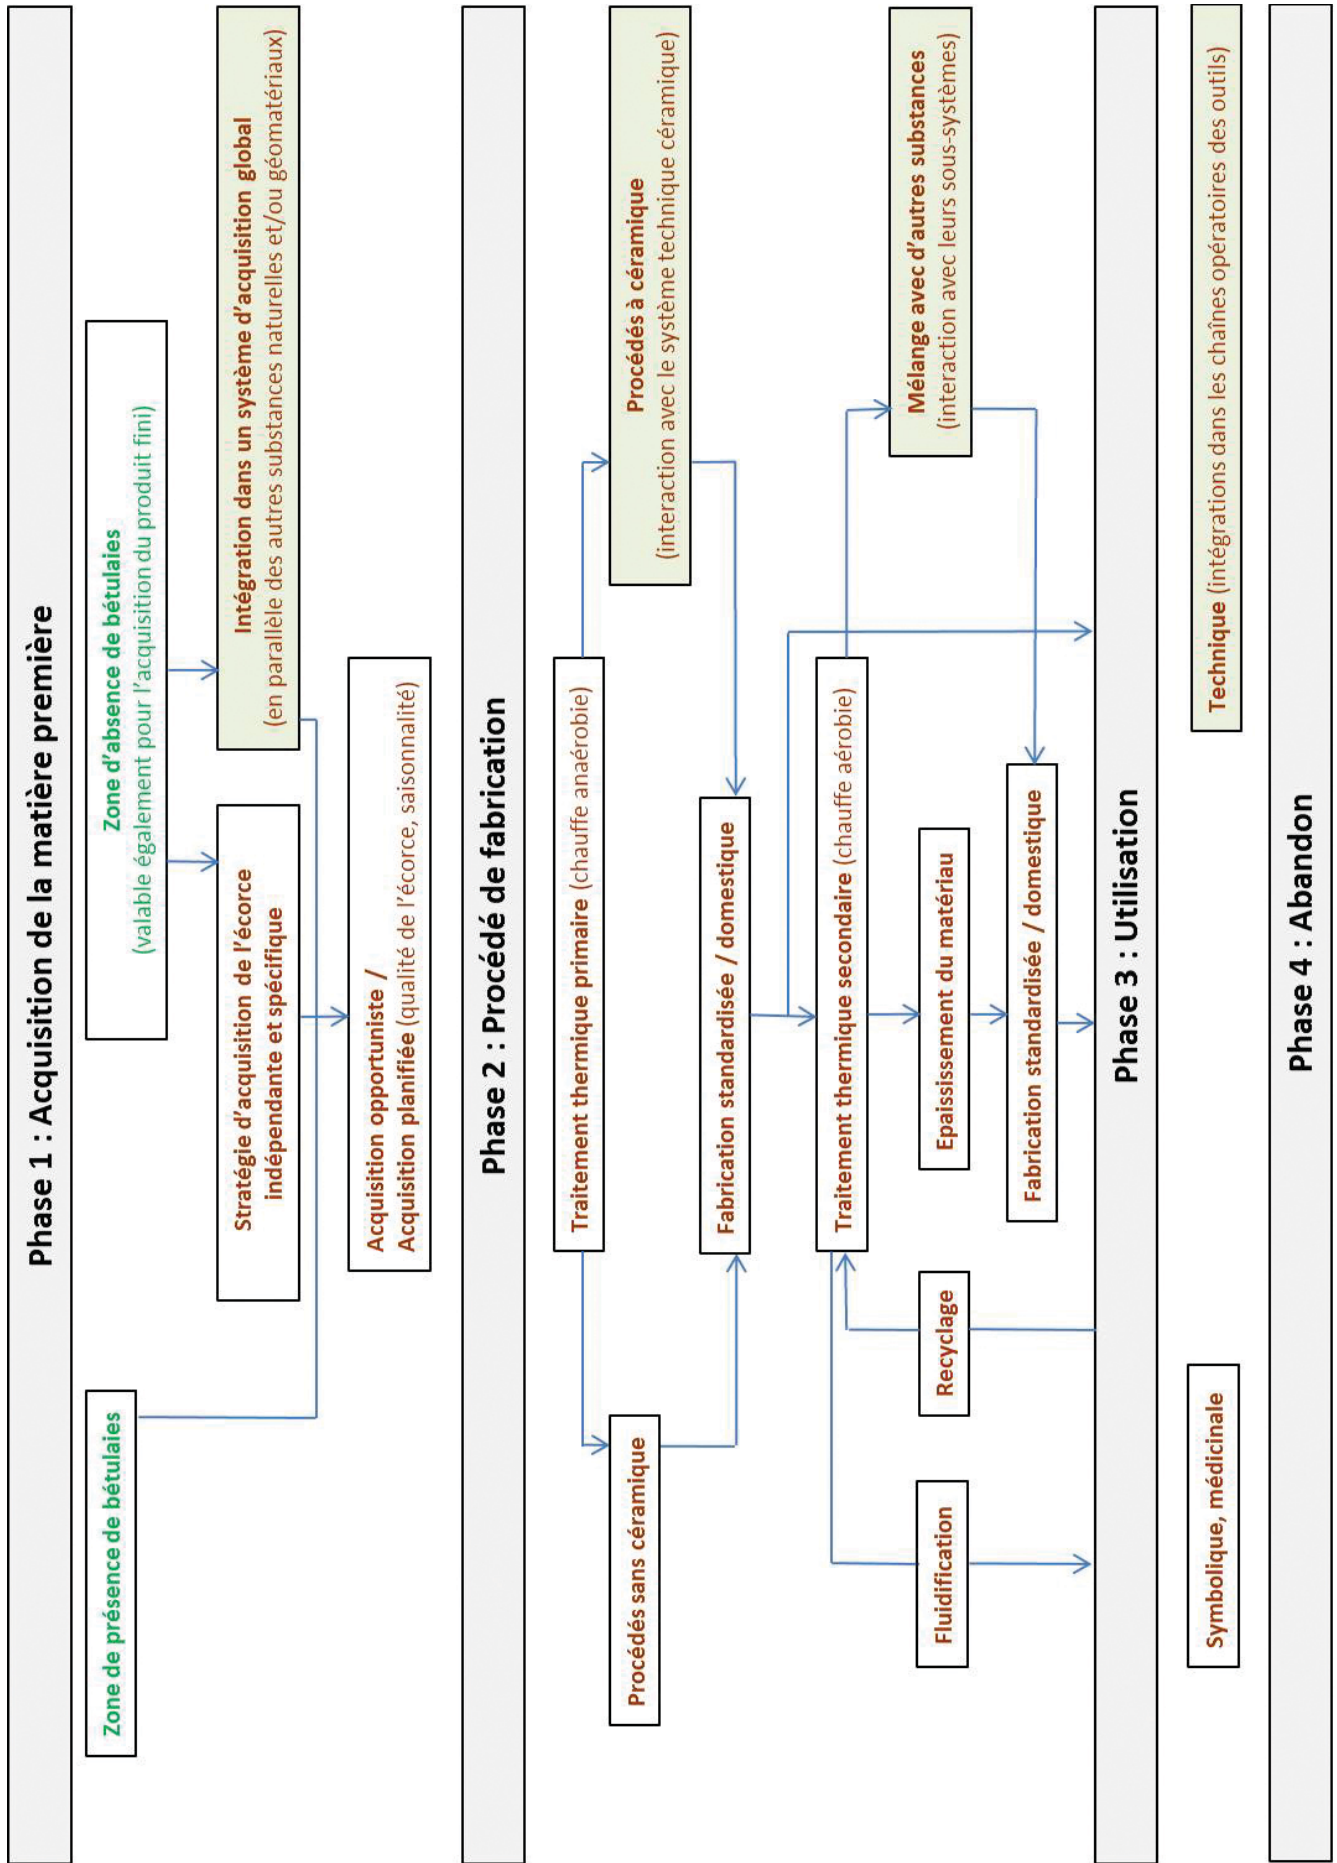 Phase 1 : Acquisition de la matière première
Zone de présence de bétulaies
Zone d'absence de bétulaies
(valable également pour l'acquisition du produit fini)
Stratégie d'acquisition de l'écorce
indépendante et spécifique
Intégration dans un système d'acquisition global
(en parallèle des autres substances naturelles et/ou géomatériaux)
Acquisition opportuniste /
Acquisition planifiée (qualité de l'écorce, saisonnalité)
Phase 2 : Procédé de fabrication
Traitement thermique primaire (chauffe anaérobie)
Procédés sans céramique
Procédés à céramique
(interaction avec le système technique céramique)
Fabrication standardisée / domestique
Traitement thermique secondaire (chauffe aérobie)
Fluidification
Recyclage
Epaississement du matériau
Mélange avec d'autres substances
(interaction avec leurs sous-systèmes)
Fabrication standardisée / domestique
Phase 3 : Utilisation
Symbolique, médicinale
Technique (intégrations dans les chaînes opératoires des outils)
Phase 4 : Abandon